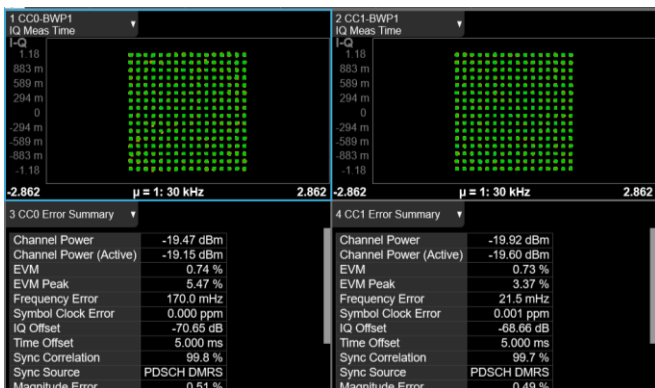 1 CC0-BWP1
IQ Meas Time
I-Q
1.18
883 m
589 m
294 m
0
-294 m
-589 m
-883 m
-1.18
-2.862 μ = 1: 30 kHz 2.862
2 CC1-BWP1
IQ Meas Time
I-Q
1.18
883 m
589 m
294 m
0
-294 m
-589 m
-883 m
-1.18
-2.862 μ = 1: 30 kHz 2.862
3 CC0 Error Summary
Channel Power -19.47 dBm
Channel Power (Active) -19.15 dBm
EVM 0.74 %
EVM Peak 5.47 %
Frequency Error 170.0 mHz
Symbol Clock Error 0.000 ppm
IQ Offset -70.65 dB
Time Offset 5.000 ms
Sync Correlation 99.8 %
Sync Source PDSCH DMRS
Magnitude Error 0.51 %
4 CC1 Error Summary
Channel Power -19.92 dBm
Channel Power (Active) -19.60 dBm
EVM 0.73 %
EVM Peak 3.37 %
Frequency Error 21.5 mHz
Symbol Clock Error 0.001 ppm
IQ Offset -68.66 dB
Time Offset 5.000 ms
Sync Correlation 99.7 %
Sync Source PDSCH DMRS
Magnitude Error 0.49 %